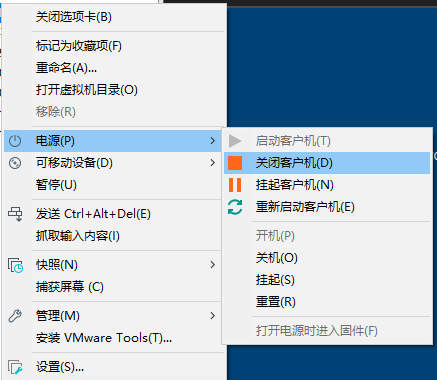 关闭选项卡(B)
标记为收藏项(F)
重命名(A)...
打开虚拟机目录(O)
移除(R)
电源(P)
可移动设备(D)
暂停(U)
发送 Ctrl+Alt+Del(E)
抓取输入内容(I)
快照(N)
捕获屏幕 (C)
管理(M)
安装 VMware Tools(T)...
设置(S)...
启动客户机(T)
关闭客户机(D)
挂起客户机(N)
重新启动客户机(E)
开机(P)
关机(O)
挂起(S)
重置(R)
打开电源时进入固件(F)